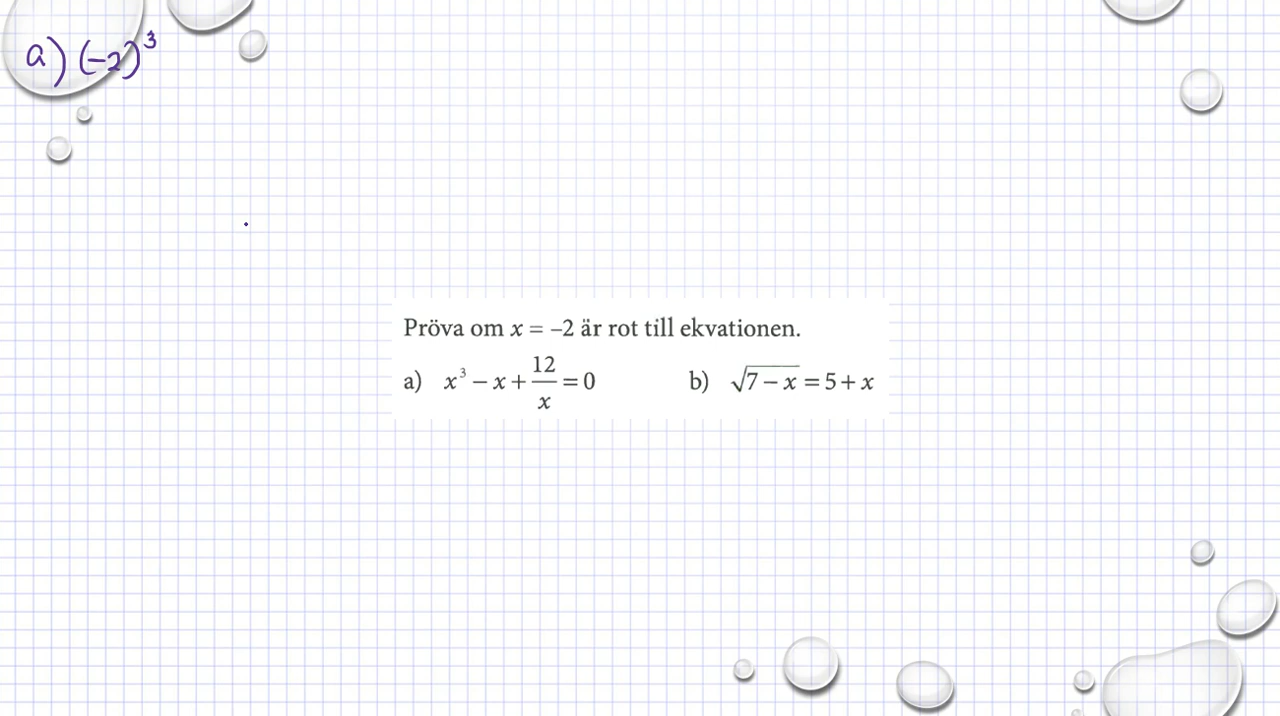 a) (-2)³
Pröva om x = –2 är rot till ekvationen.
a) x³ – x + 12/x = 0 b) √(7 – x) = 5 + x